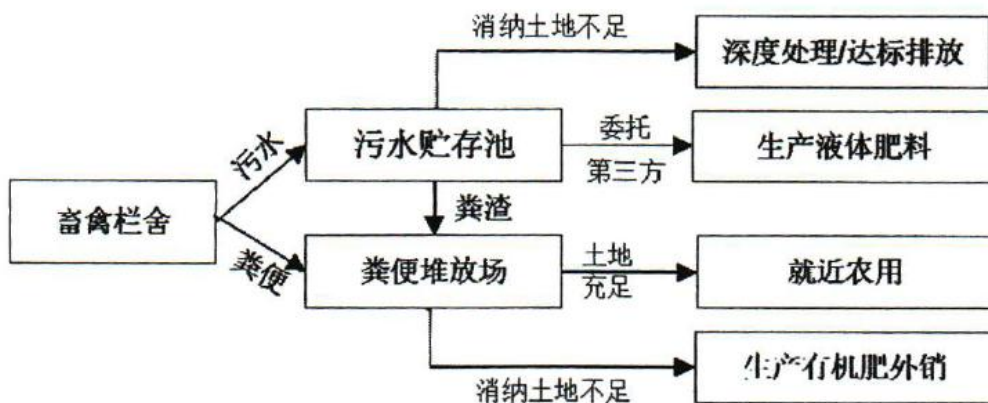 消纳土地不足
深度处理/达标排放
污水
污水贮存池
委托
第三方
生产液体肥料
畜禽栏舍
粪渣
粪便
粪便堆放场
土地
充足
就近农用
消纳土地不足
生产有机肥外销